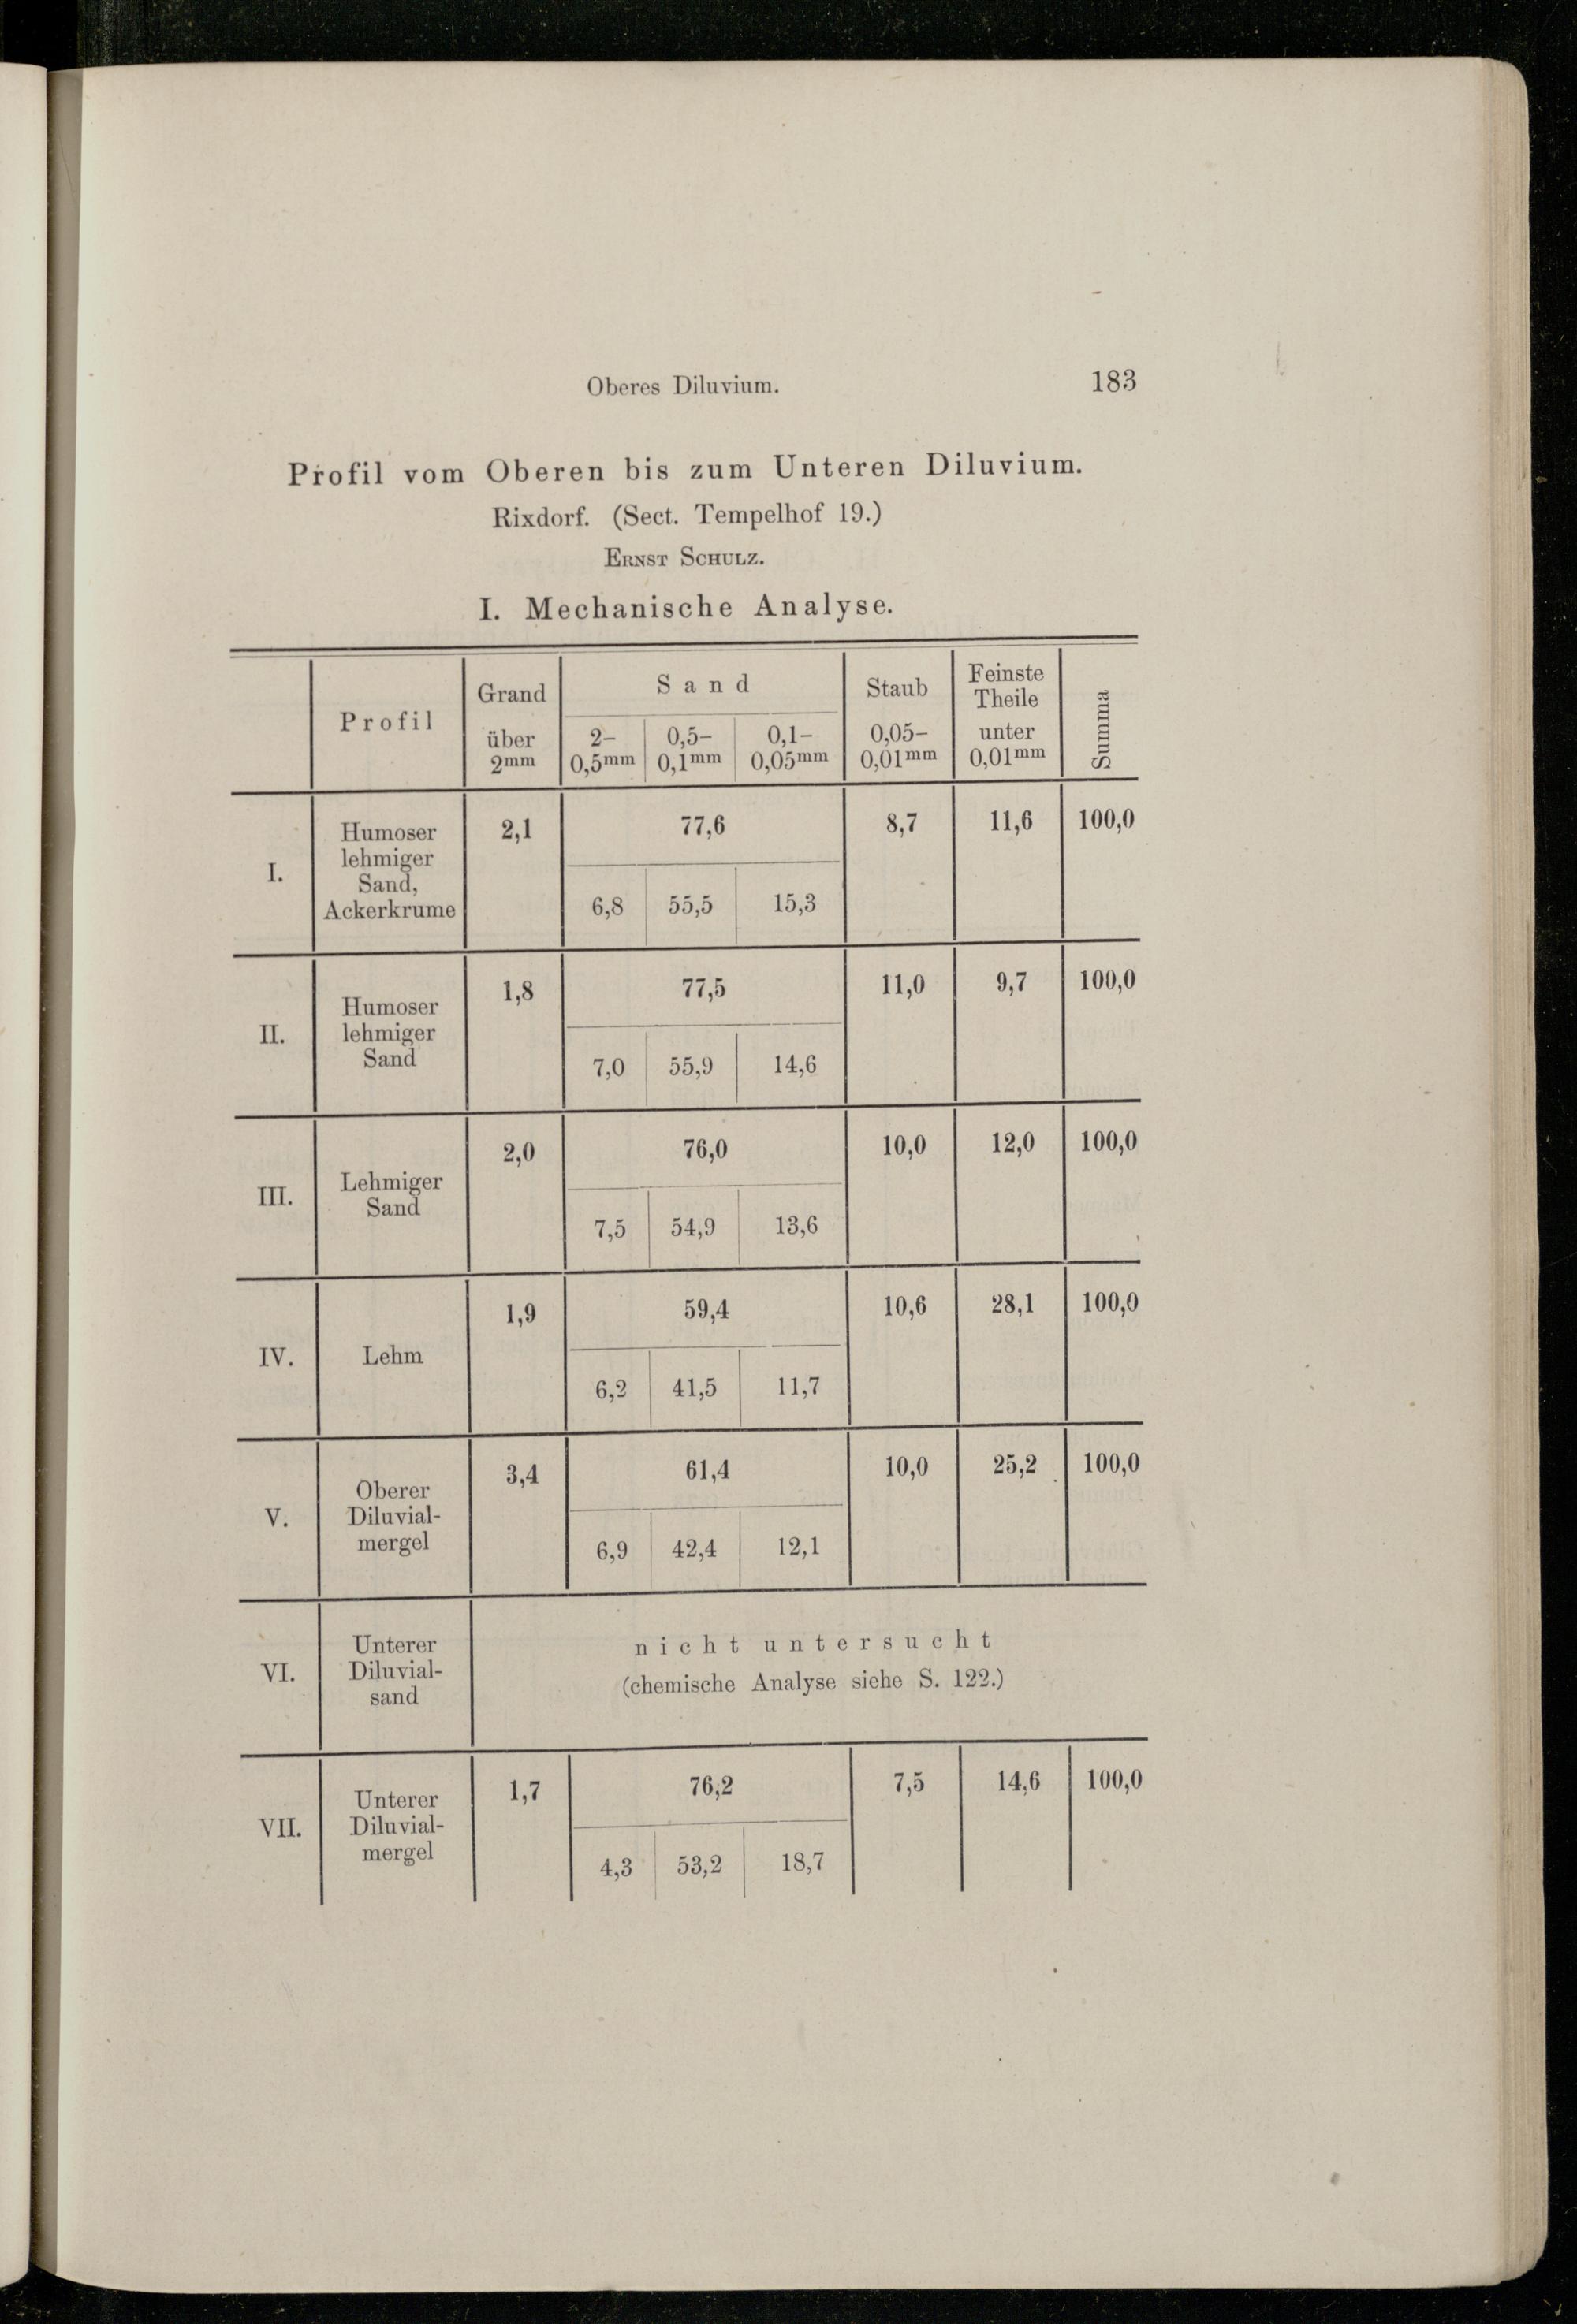 Oberes Diluvium. 183
Profil vom Oberen bis zum Unteren Diluvium.
Rixdorf. (Sect. Tempelhof 19.)
Ernst Schulz.
I. Mechanische Analyse.
Profil
Grand
über
2mm
Sand
2–
0,5mm
0,5–
0,1mm
0,1–
0,05mm
Staub
0,05–
0,01mm
Feinste
Theile
unter
0,01mm
Summa
I.
Humoser
lehmiger
Sand,
Ackerkrume
2,1 77,6 8,7 11,6 100,0
6,8 55,5 15,3
II.
Humoser
lehmiger
Sand
1,8 77,5 11,0 9,7 100,0
7,0 55,9 14,6
III.
Lehmiger
Sand
2,0 76,0 10,0 12,0 100,0
7,5 54,9 13,6
IV.
Lehm
1,9 59,4 10,6 28,1 100,0
6,2 41,5 11,7
V.
Oberer
Diluvial-
mergel
3,4 61,4 10,0 25,2 100,0
6,9 42,4 12,1
VI.
Unterer
Diluvial-
sand
nicht untersucht
(chemische Analyse siehe S. 122.)
VII.
Unterer
Diluvial-
mergel
1,7 76,2 7,5 14,6 100,0
4,3 53,2 18,7